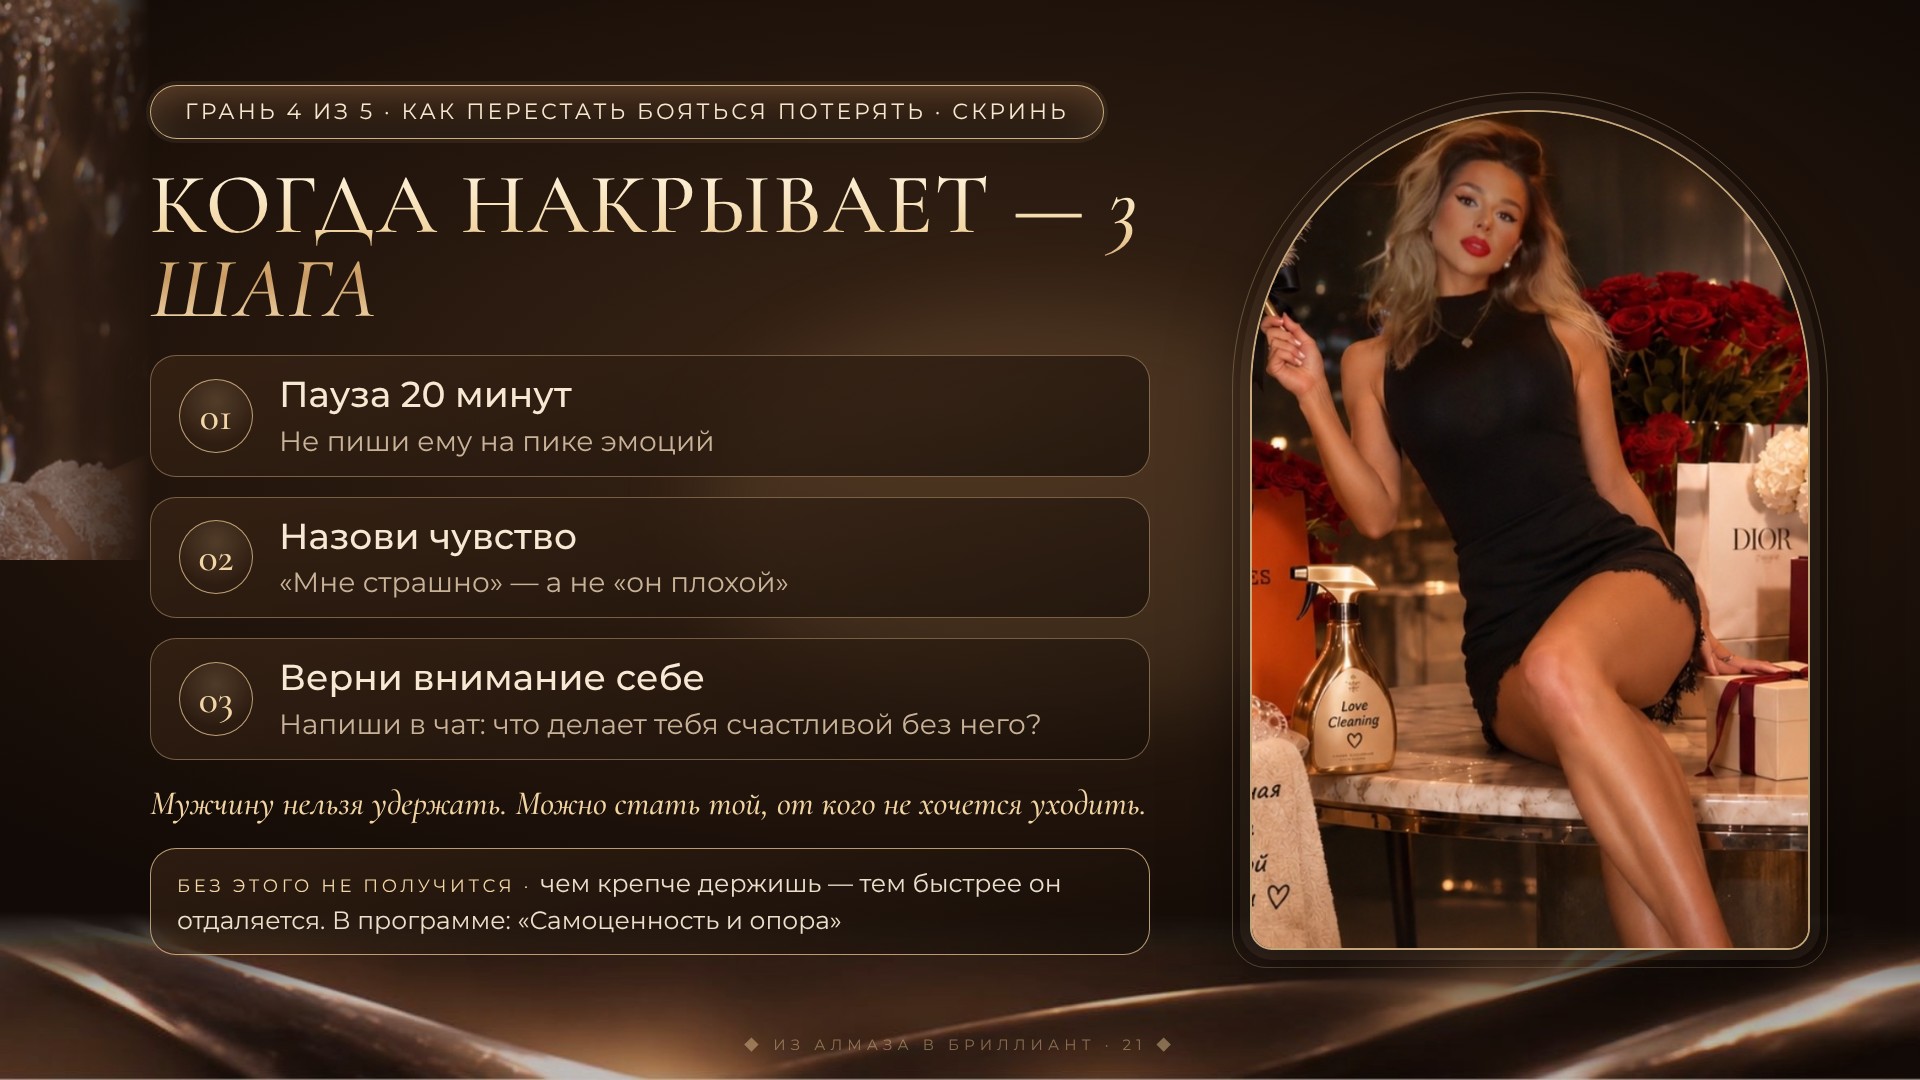 ГРАНЬ 4 ИЗ 5 · КАК ПЕРЕСТАТЬ БОЯТЬСЯ ПОТЕРЯТЬ · СКРИНЬ
КОГДА НАКРЫВАЕТ — 3
ШАГА
01
Пауза 20 минут
Не пиши ему на пике эмоций
02
Назови чувство
«Мне страшно» — а не «он плохой»
03
Верни внимание себе
Напиши в чат: что делает тебя счастливой без него?
Мужчину нельзя удержать. Можно стать той, от кого не хочется уходить.
БЕЗ ЭТОГО НЕ ПОЛУЧИТСЯ · чем крепче держишь — тем быстрее он
отдаляется. В программе: «Самоценность и опора»
DIOR
ES
Love
Cleaning
ная
й
ИЗ АЛМАЗА В БРИЛЛИАНТ · 21